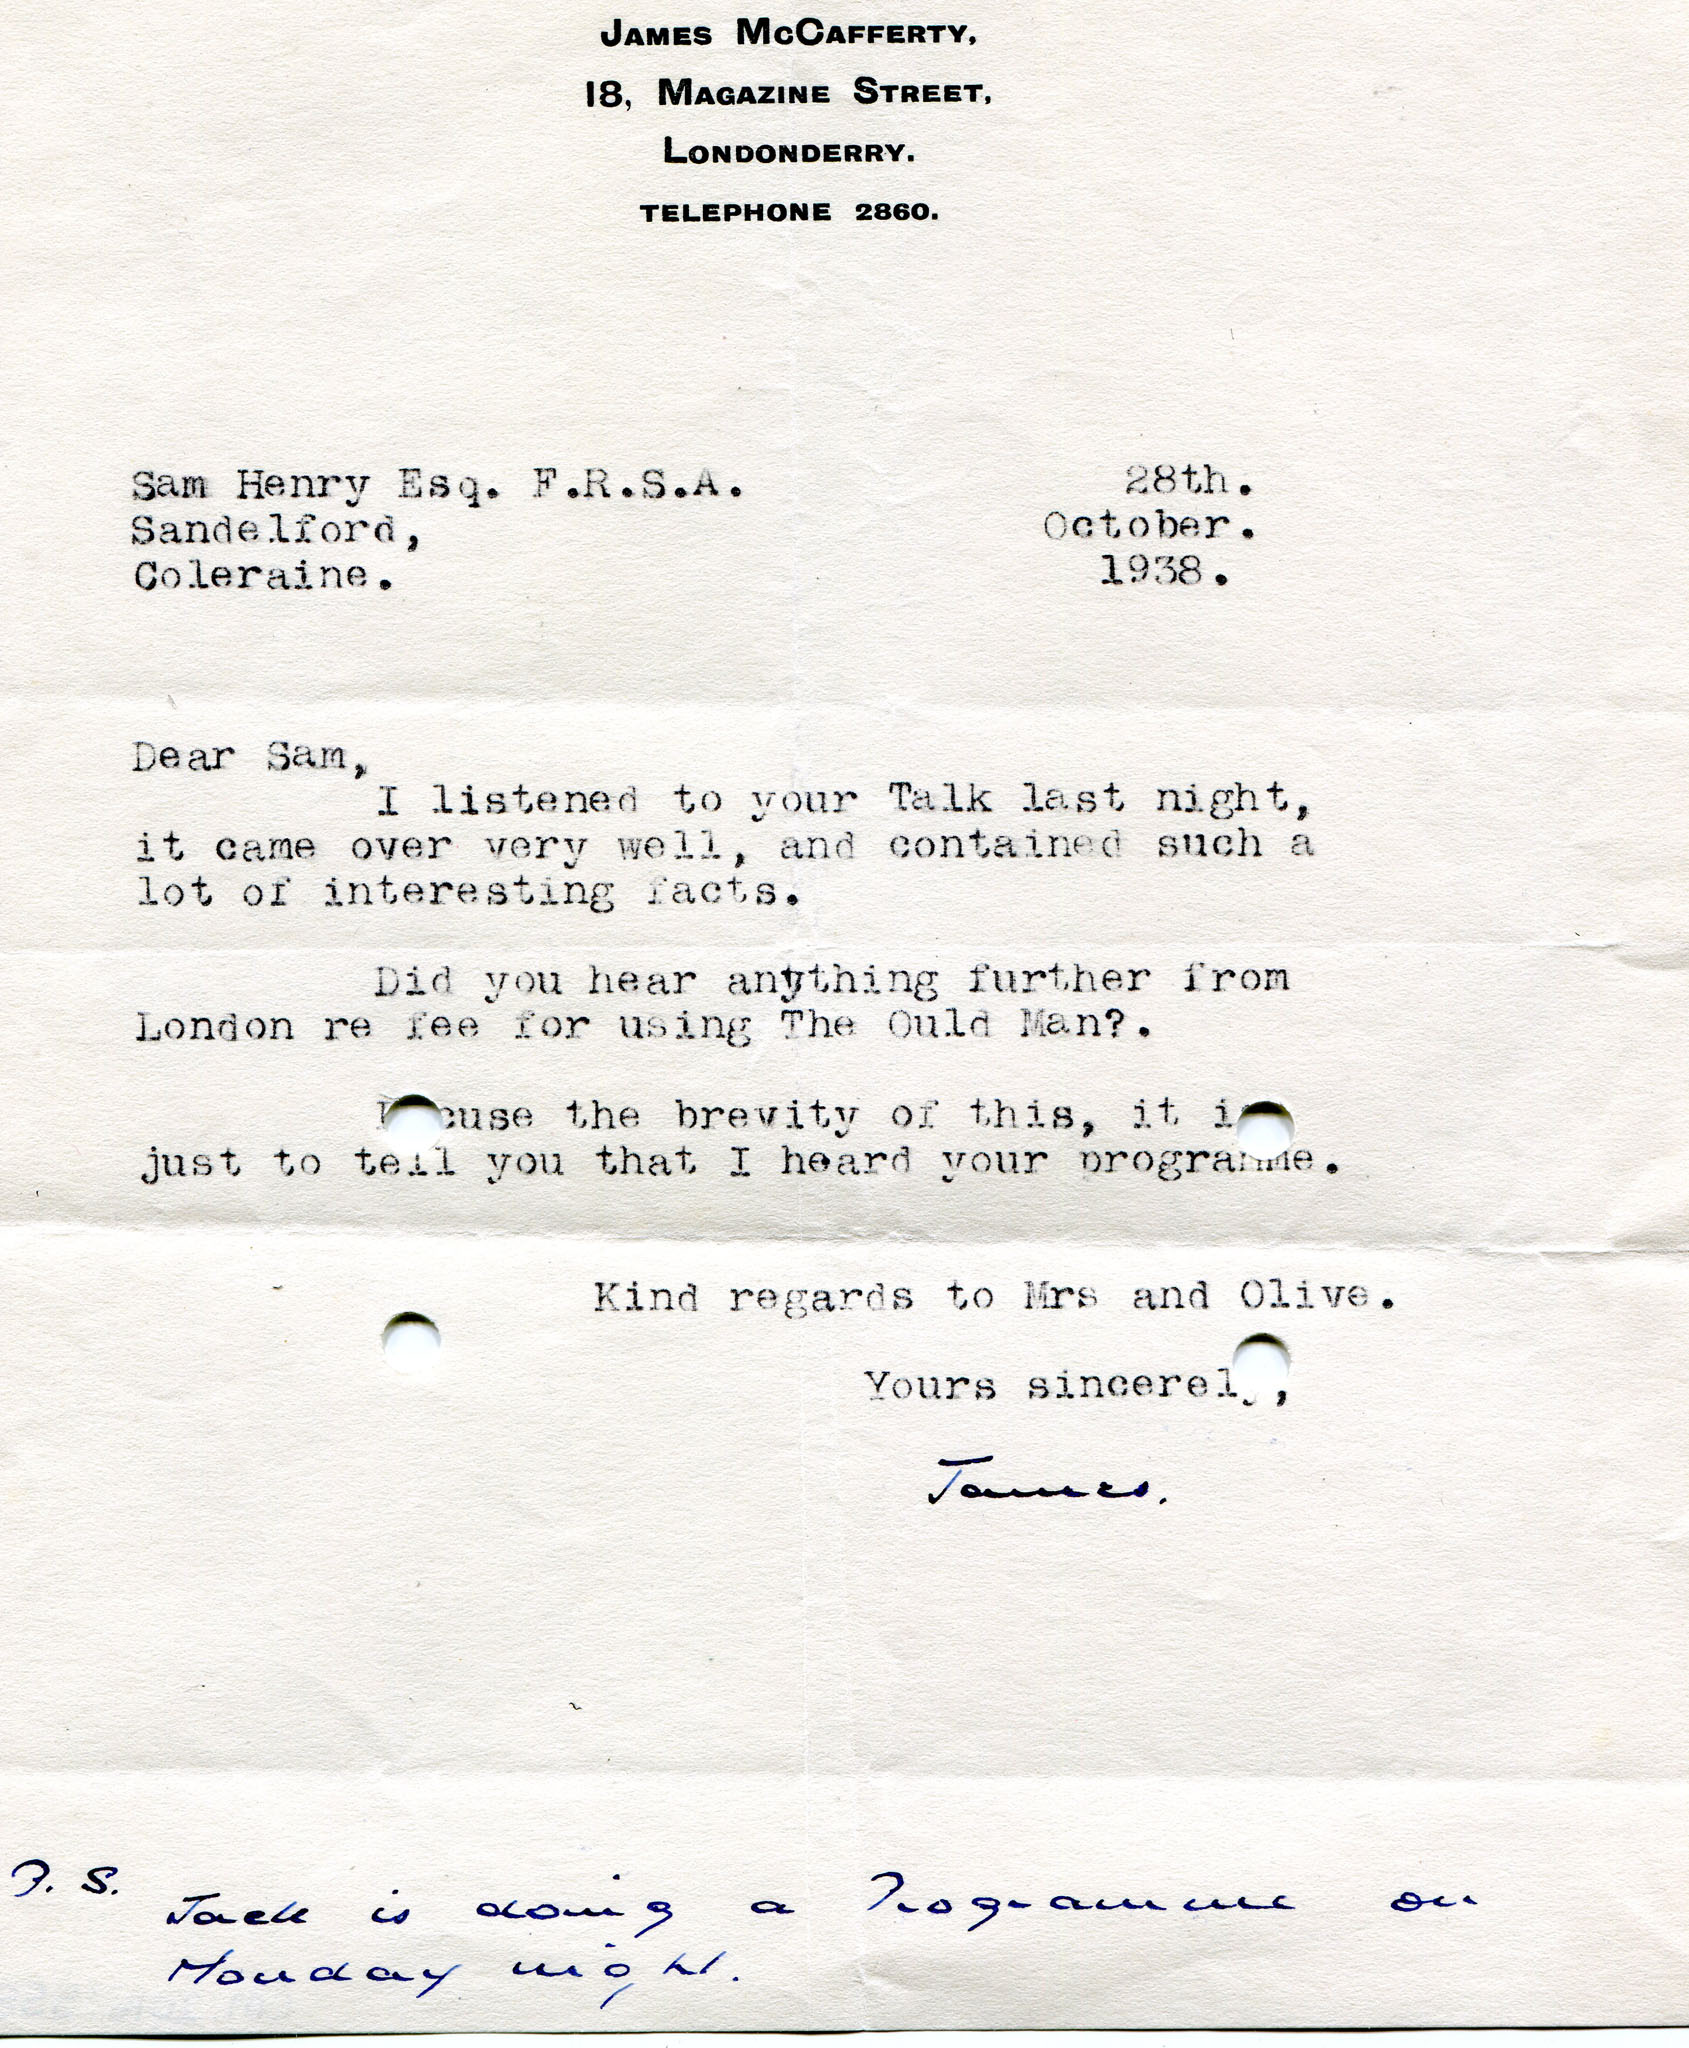 JAMES MCCAFFERTY,
18, MAGAZINE STREET,
LONDONDERRY.
TELEPHONE 2860.
Sam Henry Esq. F.R.S.A.
Sandelford,
Coleraine.
28th.
October.
1938.
Dear Sam,
I listened to your Talk last night,
it came over very well, and contained such a
lot of interesting facts.
Did you hear anything further from
London re fee for using The Ould Man?.
Excuse the brevity of this, it is
just to tell you that I heard your programme.
Kind regards to Mrs and Olive.
Yours sincerely,
James.
P.S.
Jack is doing a Programme on
Monday night.